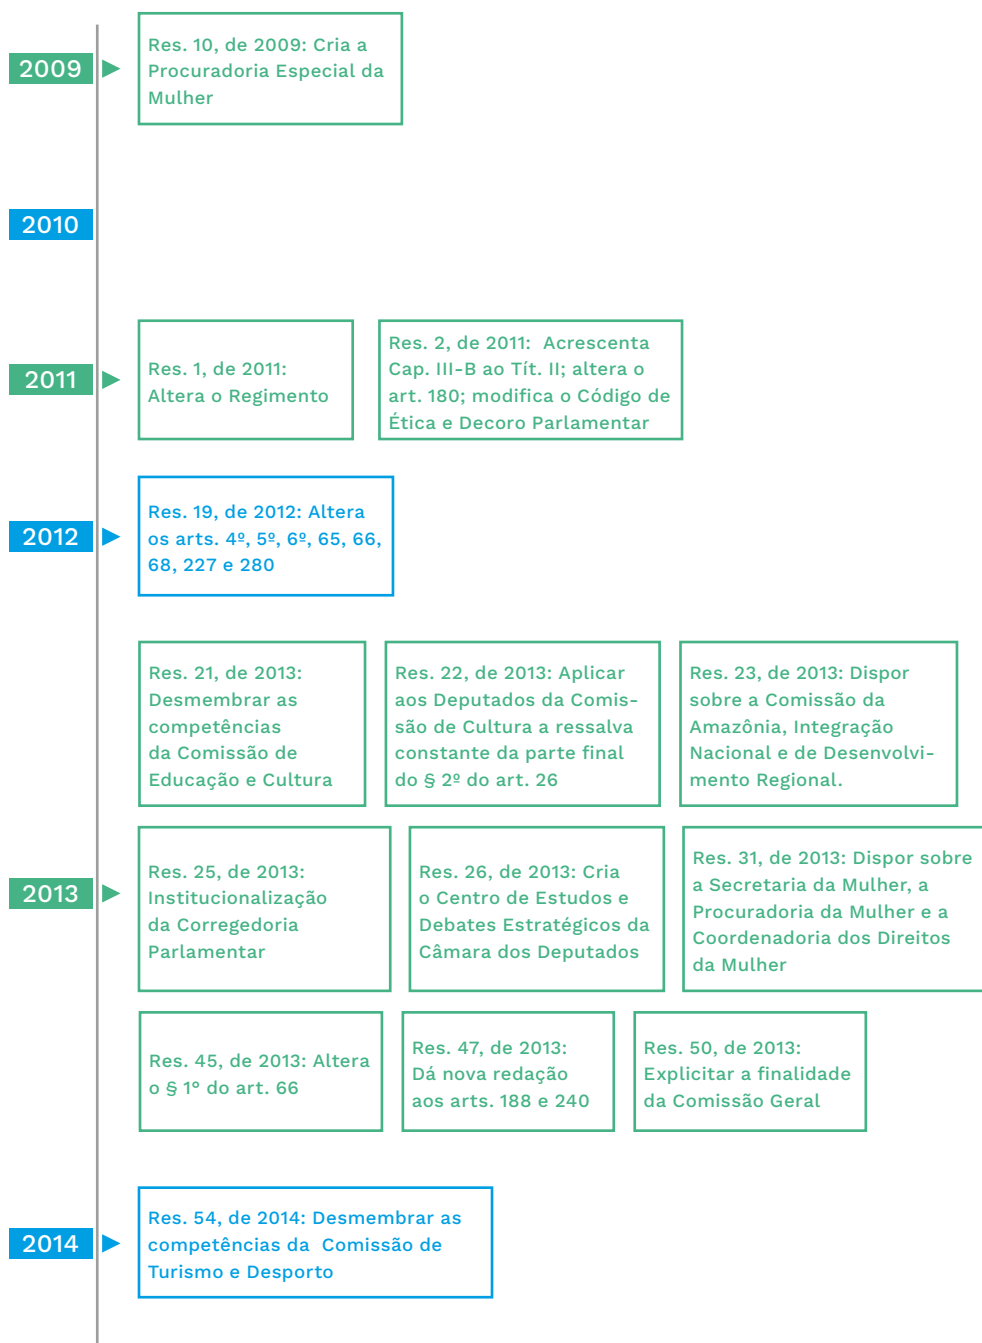 2009
Res. 10, de 2009: Cria a
Procuradoria Especial da
Mulher
2010
2011
Res. 1, de 2011:
Altera o Regimento
Res. 2, de 2011:  Acrescenta
Cap. III-B ao Tít. II; altera o
art. 180; modifica o Código de
Ética e Decoro Parlamentar
2012
Res. 19, de 2012: Altera
os arts. 4º, 5º, 6º, 65, 66,
68, 227 e 280
2013
Res. 21, de 2013:
Desmembrar as
competências
da Comissão de
Educação e Cultura
Res. 22, de 2013: Aplicar
aos Deputados da Comis-
são de Cultura a ressalva
constante da parte final
do § 2º do art. 26
Res. 23, de 2013: Dispor
sobre a Comissão da
Amazônia, Integração
Nacional e de Desenvolvi-
mento Regional.
Res. 25, de 2013:
Institucionalização
da Corregedoria
Parlamentar
Res. 26, de 2013: Cria
o Centro de Estudos e
Debates Estratégicos da
Câmara dos Deputados
Res. 31, de 2013: Dispor sobre
a Secretaria da Mulher, a
Procuradoria da Mulher e a
Coordenadoria dos Direitos
da Mulher
Res. 45, de 2013: Altera
o § 1° do art. 66
Res. 47, de 2013:
Dá nova redação
aos arts. 188 e 240
Res. 50, de 2013:
Explicitar a finalidade
da Comissão Geral
2014
Res. 54, de 2014: Desmembrar as
competências da  Comissão de
Turismo e Desporto